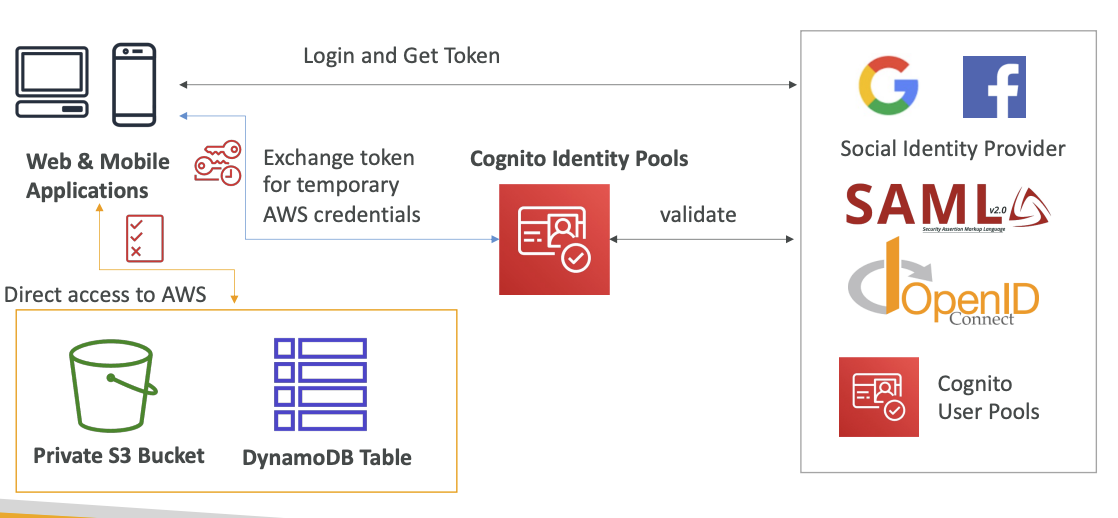 Login and Get Token
Web & Mobile
Applications
Exchange token
for temporary
AWS credentials
Cognito Identity Pools
validate
Social Identity Provider
SAML v2.0
Security Assertion Markup Language
OpenID
Connect
Cognito
User Pools
Direct access to AWS
Private S3 Bucket
DynamoDB Table